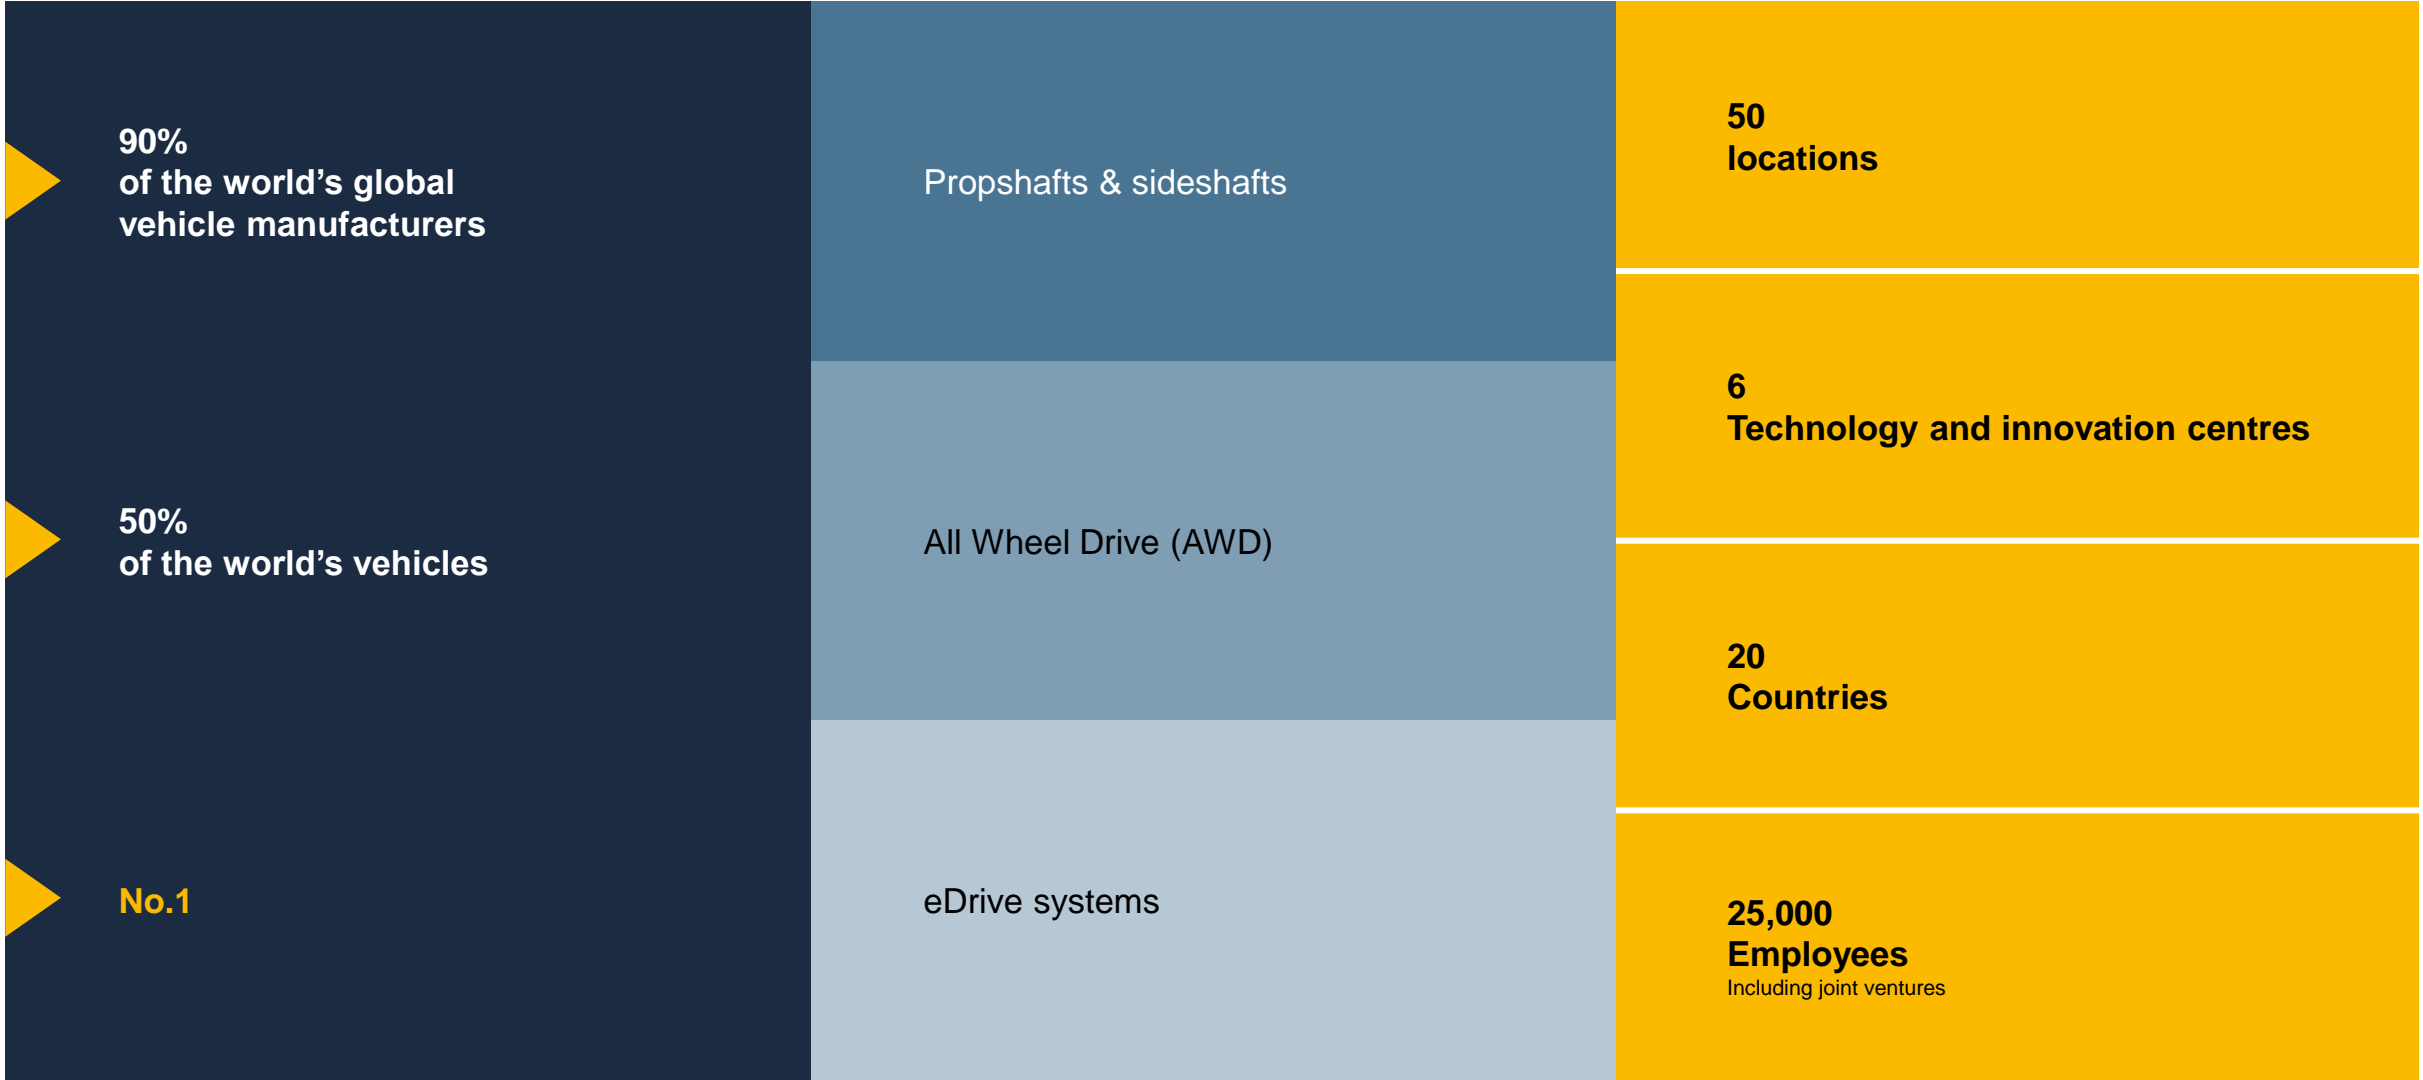 90%
of the world’s global
vehicle manufacturers
50%
of the world’s vehicles
No.1
Propshafts & sideshafts
All Wheel Drive (AWD)
eDrive systems
50
locations
6
Technology and innovation centres
20
Countries
25,000
Employees
Including joint ventures